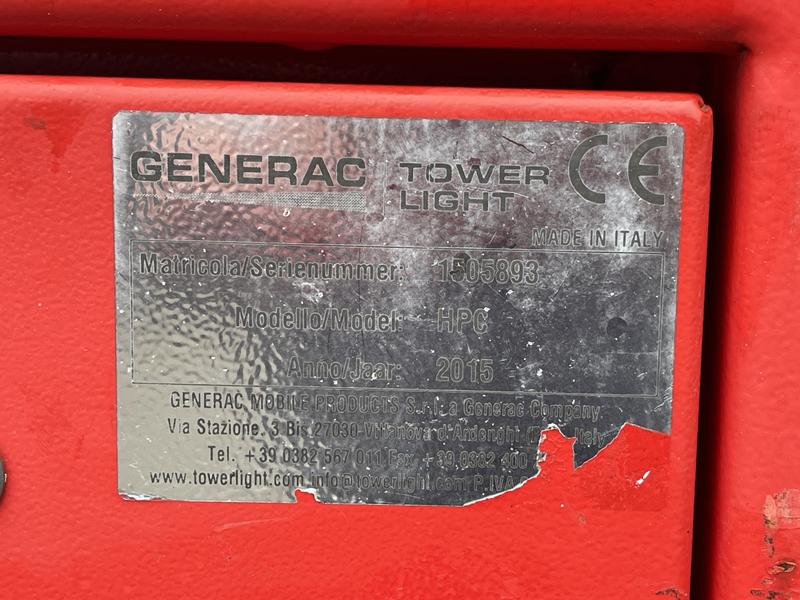 GENERAC
TOWER
LIGHT
CE
MADE IN ITALY
Matricola/Serienummer: 1505893
Modello/Model: HPC
Anno/Jaar: 2015
GENERAC MOBILE PRODUCTS S.r.l. a Generac Company
Via Stazione, 3 Bis 27030 Villanova d'Ardenghi Italy
Tel. +39 0382 567 011 Fax +39 0382 400
www.towerlight.com info@towerlight.com P.IVA